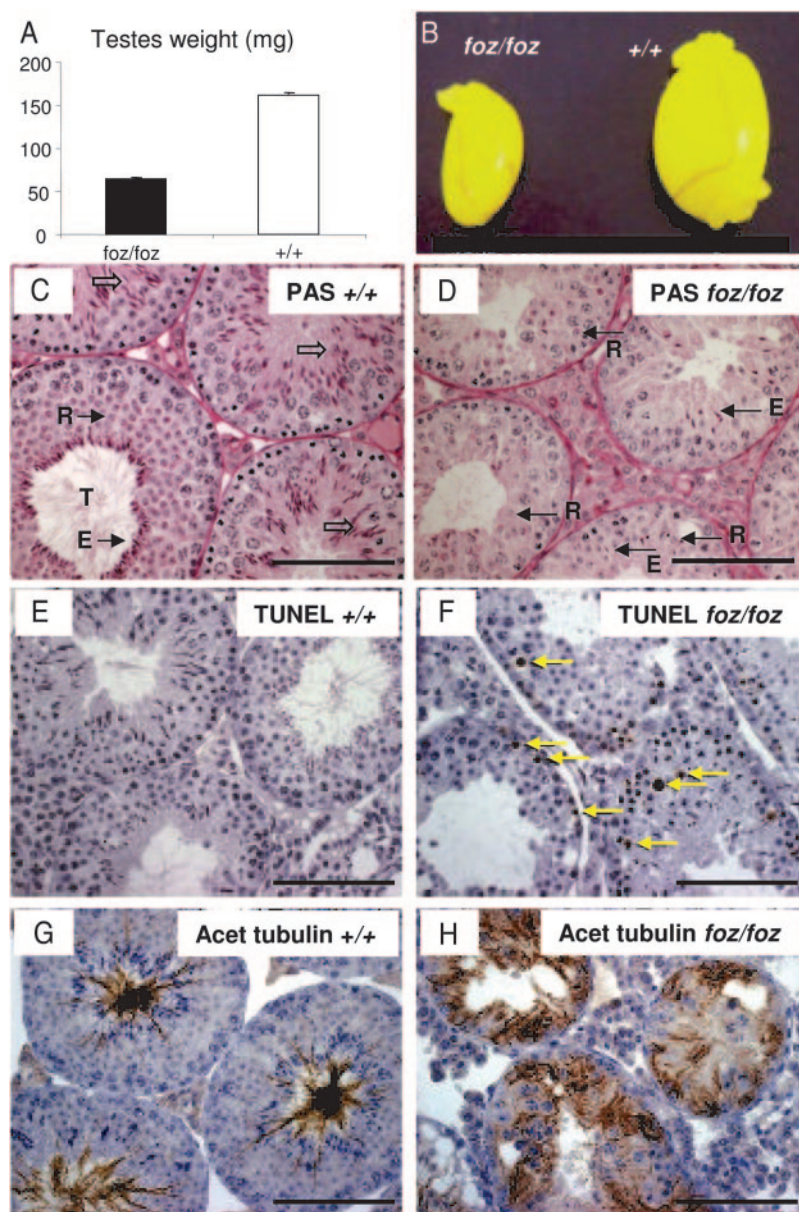 A
Testes weight (mg)
200
150
100
50
0
foz/foz
+/+
B
foz/foz
+/+
C
PAS +/+
R
T
E
D
PAS foz/foz
R
E
R
R
E
E
TUNEL +/+
F
TUNEL foz/foz
G
Acet tubulin +/+
H
Acet tubulin foz/foz